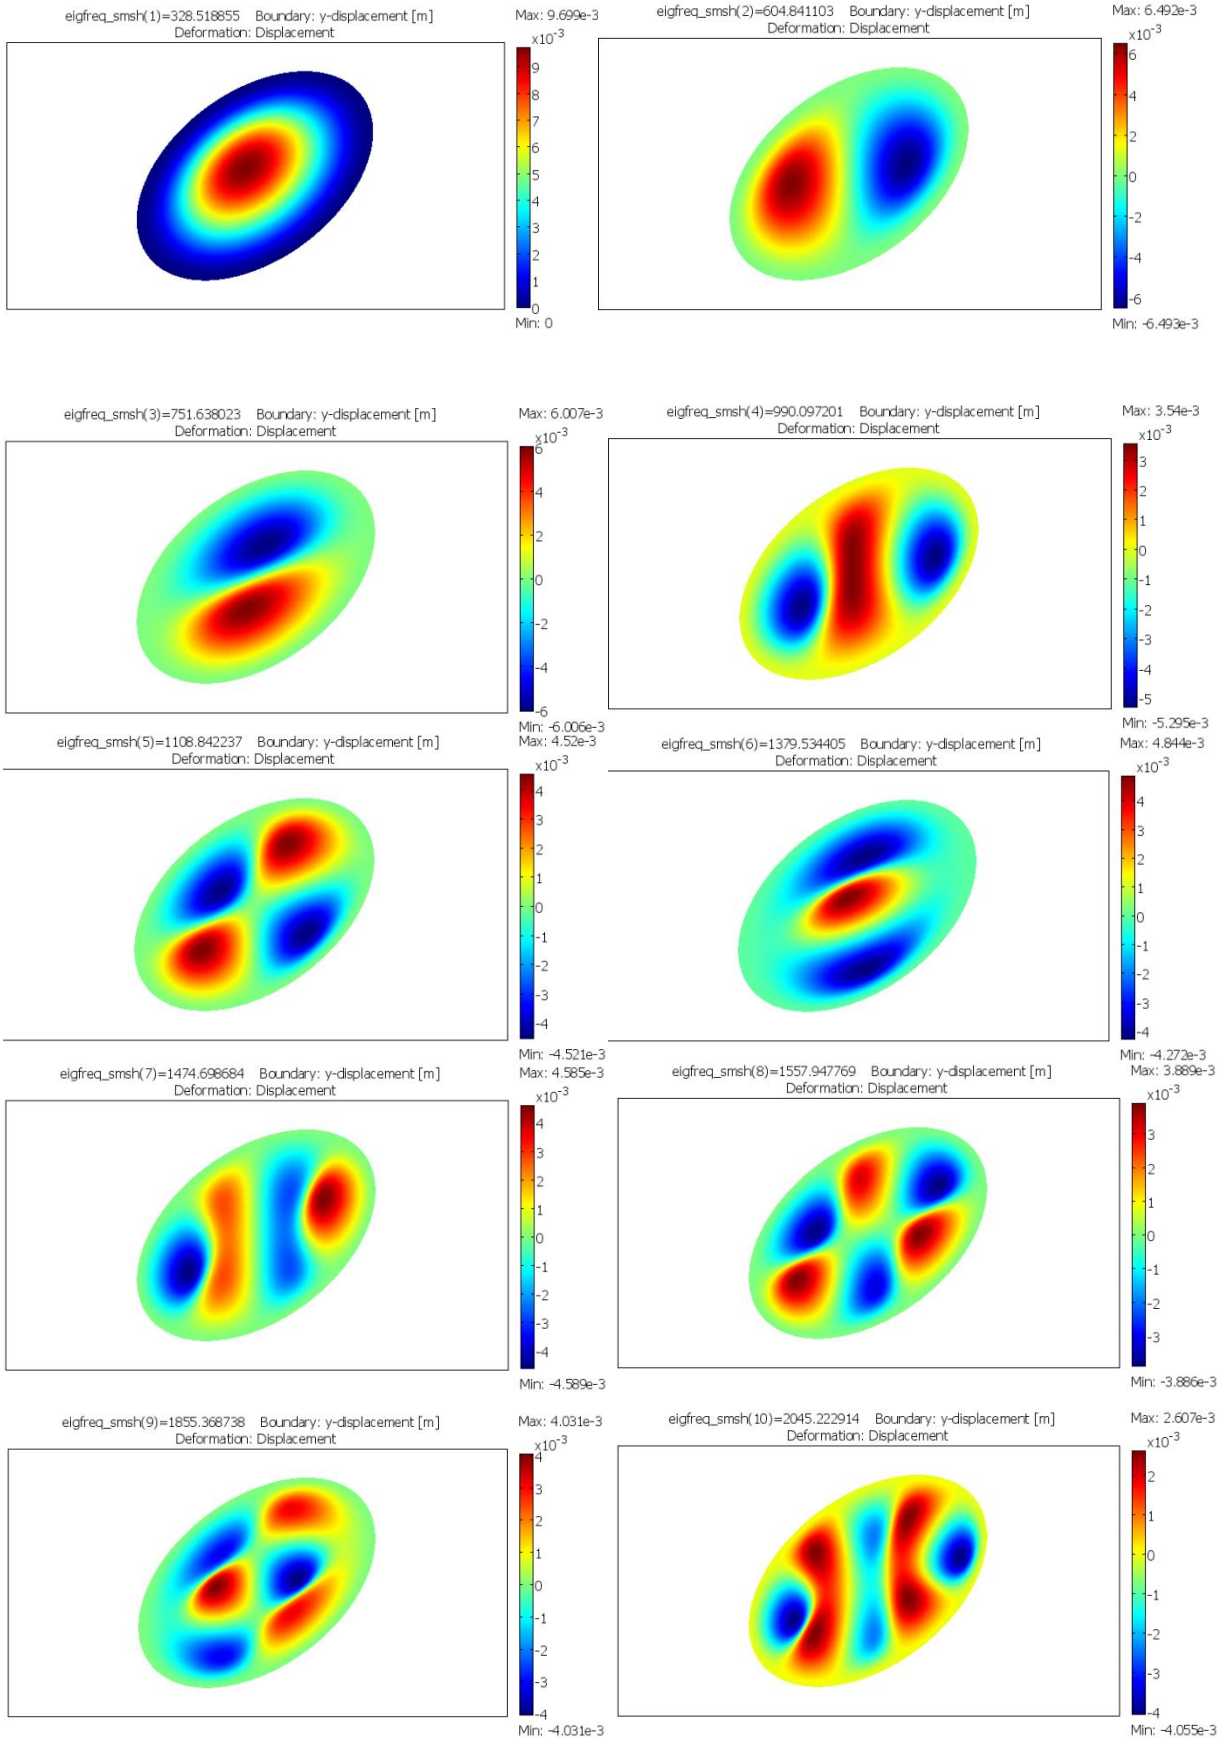 eigfreq_smsh(1)=328.518855 Boundary: y-displacement [m]
Deformation: Displacement
Max: 9.699e-3
x10-3
9
8
7
6
5
4
3
2
1
0
Min: 0
eigfreq_smsh(2)=604.841103 Boundary: y-displacement [m]
Deformation: Displacement
Max: 6.492e-3
x10-3
6
4
2
0
-2
-4
-6
Min: -6.493e-3
eigfreq_smsh(3)=751.638023 Boundary: y-displacement [m]
Deformation: Displacement
Max: 6.007e-3
x10-3
6
4
2
0
-2
-4
-6
Min: -6.006e-3
eigfreq_smsh(4)=990.097201 Boundary: y-displacement [m]
Deformation: Displacement
Max: 3.54e-3
x10-3
3
2
1
0
-1
-2
-3
-4
-5
Min: -5.295e-3
eigfreq_smsh(5)=1108.842237 Boundary: y-displacement [m]
Deformation: Displacement
Max: 4.52e-3
x10-3
4
3
2
1
0
-1
-2
-3
-4
Min: -4.521e-3
eigfreq_smsh(6)=1379.534405 Boundary: y-displacement [m]
Deformation: Displacement
Max: 4.844e-3
x10-3
4
3
2
1
0
-1
-2
-3
-4
Min: -4.272e-3
eigfreq_smsh(7)=1474.698684 Boundary: y-displacement [m]
Deformation: Displacement
Max: 4.585e-3
x10-3
4
3
2
1
0
-1
-2
-3
-4
Min: -4.589e-3
eigfreq_smsh(8)=1557.947769 Boundary: y-displacement [m]
Deformation: Displacement
Max: 3.889e-3
x10-3
3
2
1
0
-1
-2
-3
Min: -3.886e-3
eigfreq_smsh(9)=1855.368738 Boundary: y-displacement [m]
Deformation: Displacement
Max: 4.031e-3
x10-3
4
3
2
1
0
-1
-2
-3
-4
Min: -4.031e-3
eigfreq_smsh(10)=2045.222914 Boundary: y-displacement [m]
Deformation: Displacement
Max: 2.607e-3
x10-3
2
1
0
-1
-2
-3
-4
Min: -4.055e-3